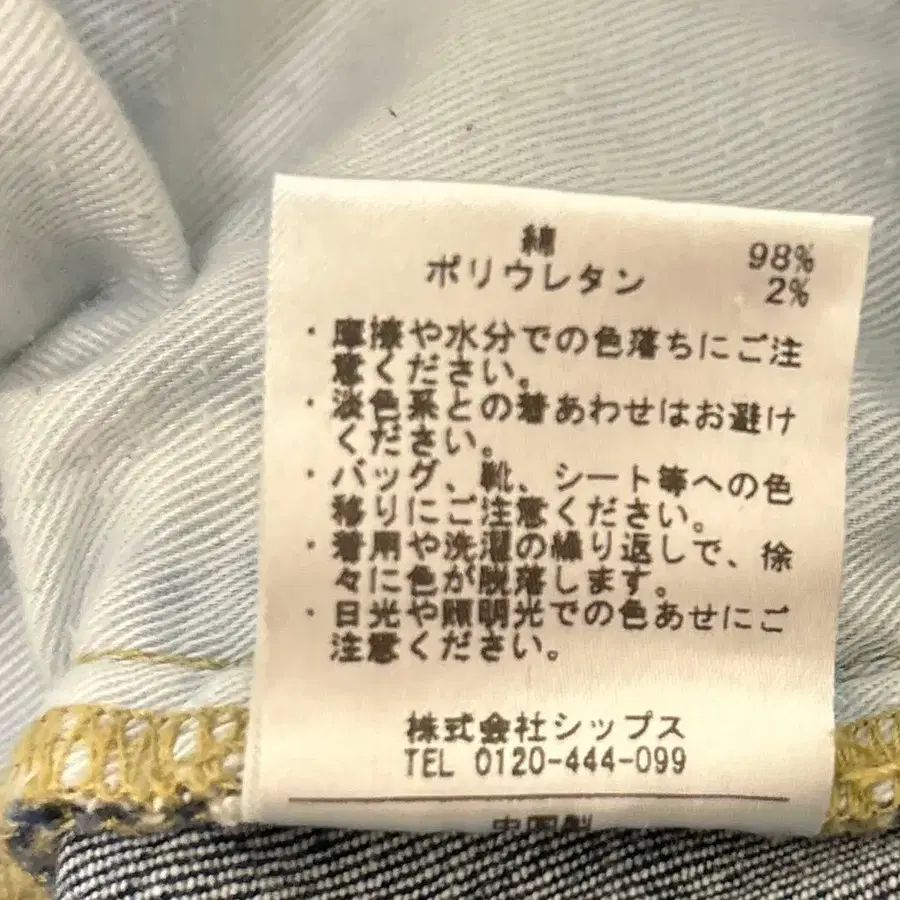 綿 98%
ポリウレタン 2%
・摩擦や水分での色落ちにご注
意ください。
・淡色系との着あわせはお避け
ください。
・バッグ、靴、シート等への色
移りにご注意ください。
・着用や洗濯の繰り返しで、徐
々に色が脱落します。
・日光や照明光での色あせにご
注意ください。
株式会社シップス
TEL 0120-444-099
中国製